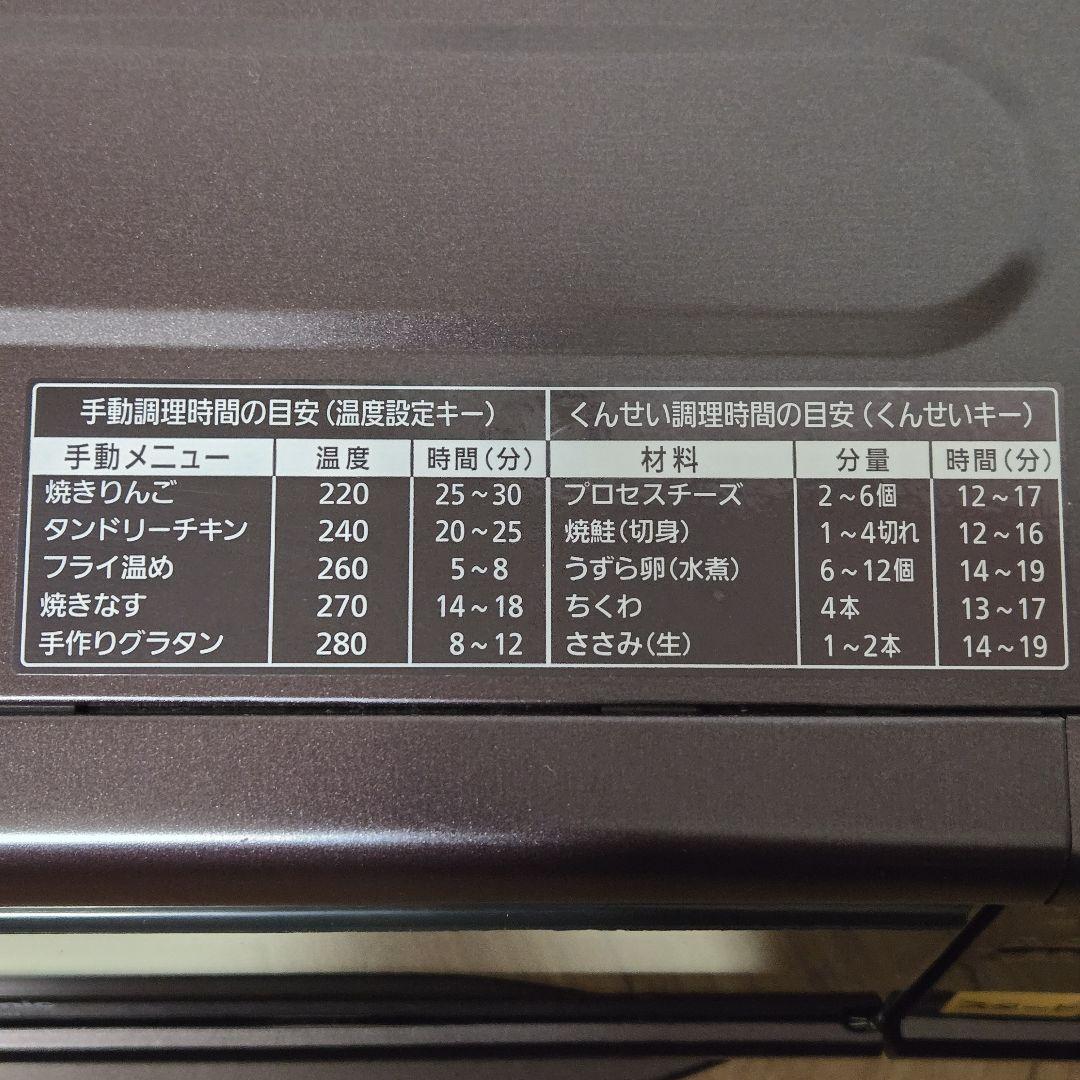 手動調理時間の目安(温度設定キー) くんせい調理時間の目安(くんせいキー)
手動メニュー 温度 時間(分) 材料 分量 時間(分)
焼きりんご 220 25~30 プロセスチーズ 2~6個 12~17
タンドリーチキン 240 20~25 焼鮭(切身) 1~4切れ 12~16
フライ温め 260 5~8 うずら卵(水煮) 6~12個 14~19
焼きなす 270 14~18 ちくわ 4本 13~17
手作りグラタン 280 8~12 ささみ(生) 1~2本 14~19